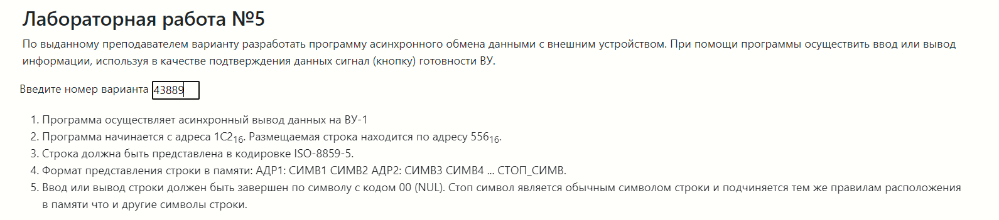 Лабораторная работа №5
По выданному преподавателем варианту разработать программу асинхронного обмена данными с внешним устройством. При помощи программы осуществить ввод или вывод
информации, используя в качестве подтверждения данных сигнал (кнопку) готовности ВУ.
Введите номер варианта 43889
1. Программа осуществляет асинхронный вывод данных на ВУ-1
2. Программа начинается с адреса 1C2₁₆. Размещаемая строка находится по адресу 556₁₆.
3. Строка должна быть представлена в кодировке ISO-8859-5.
4. Формат представления строки в памяти: АДР1: СИМВ1 СИМВ2 АДР2: СИМВ3 СИМВ4 ... СТОП_СИМВ.
5. Ввод или вывод строки должен быть завершен по символу с кодом 00 (NUL). Стоп символ является обычным символом строки и подчиняется тем же правилам расположения
в памяти что и другие символы строки.